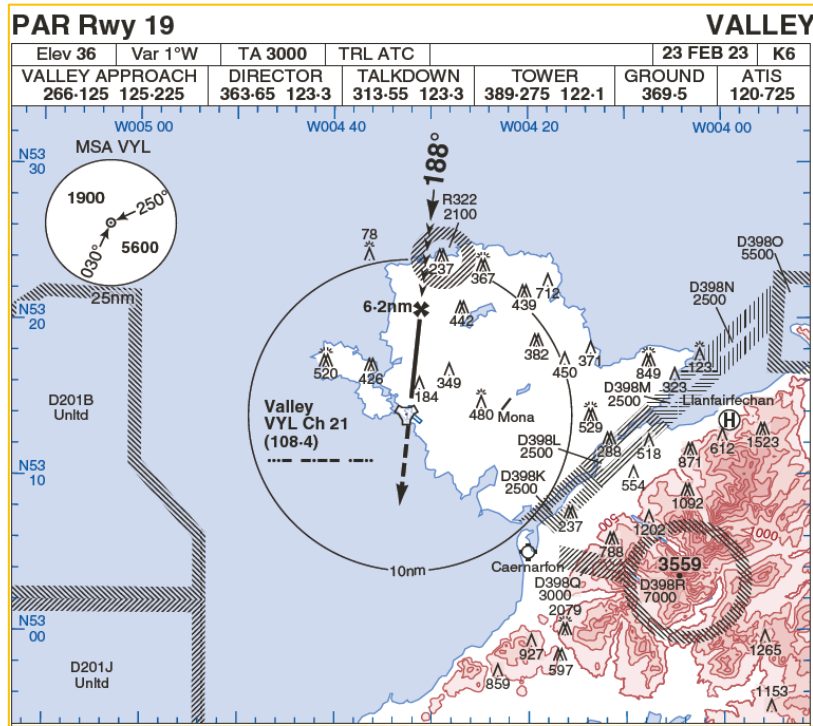 PAR Rwy 19 VALLEY
Elev 36 Var 1°W TA 3000 TRL ATC 23 FEB 23 K6
VALLEY APPROACH DIRECTOR TALKDOWN TOWER GROUND ATIS
266·125 125·225 363·65 123·3 313·55 123·3 389·275 122·1 369·5 120·725
W005 00 W004 40 W004 20 W004 00
N53
30
MSA VYL
1900
250°
030°
5600
25nm
188°
R322
2100
78
237
367
D398O
5500
D398N
2500
712
439
N53
20
6·2nm
442
382
450
371
849
123
323
520
426
349
184
D398M
2500
Llanfairfechan
H
D201B
Unltd
Valley
VYL Ch 21
(108·4)
480
Mona
529
D398L
2500
288
518
612
1523
871
554
N53
10
D398K
2500
237
1092
500
1202
000
788
Caernarfon
10nm
3559
D398R
7000
D398Q
3000
2079
N53
00
927
597
859
1265
1153
D201J
Unltd